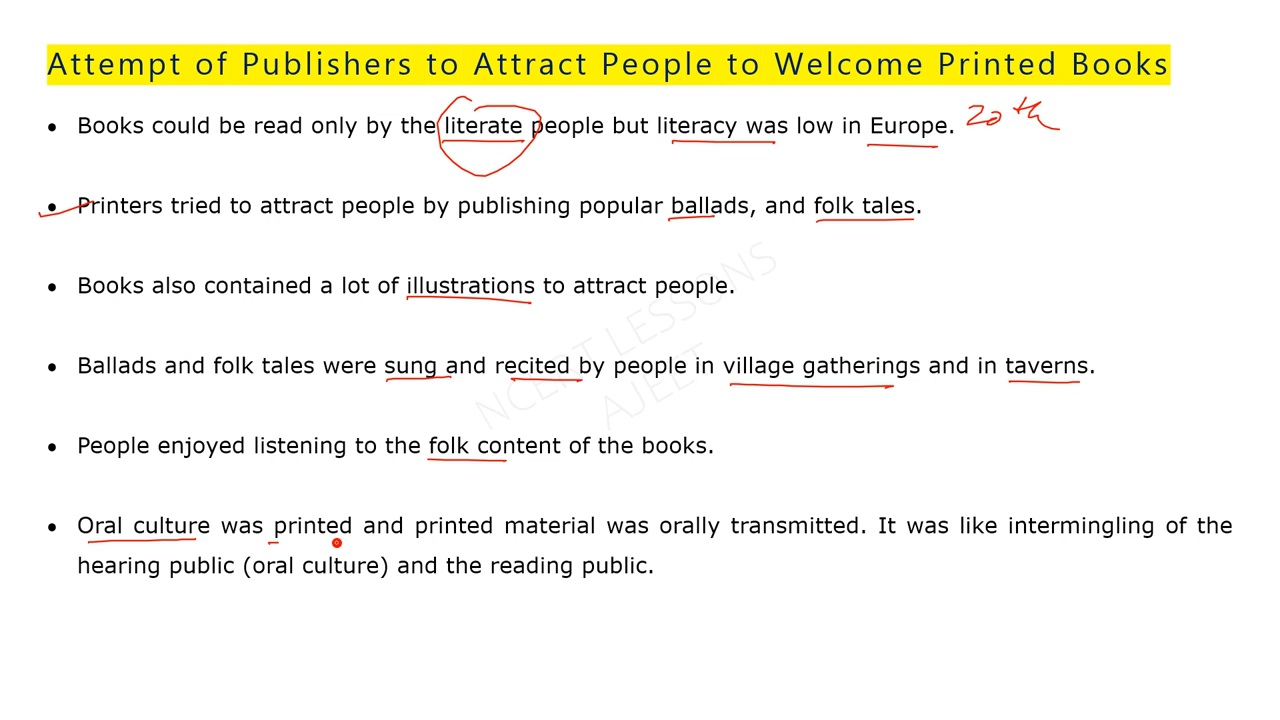 Attempt of Publishers to Attract People to Welcome Printed Books
• Books could be read only by the literate people but literacy was low in Europe. 20th
• Printers tried to attract people by publishing popular ballads, and folk tales.
• Books also contained a lot of illustrations to attract people.
• Ballads and folk tales were sung and recited by people in village gatherings and in taverns.
• People enjoyed listening to the folk content of the books.
• Oral culture was printed and printed material was orally transmitted. It was like intermingling of the
hearing public (oral culture) and the reading public.
NCERT LESSONS
AJEET